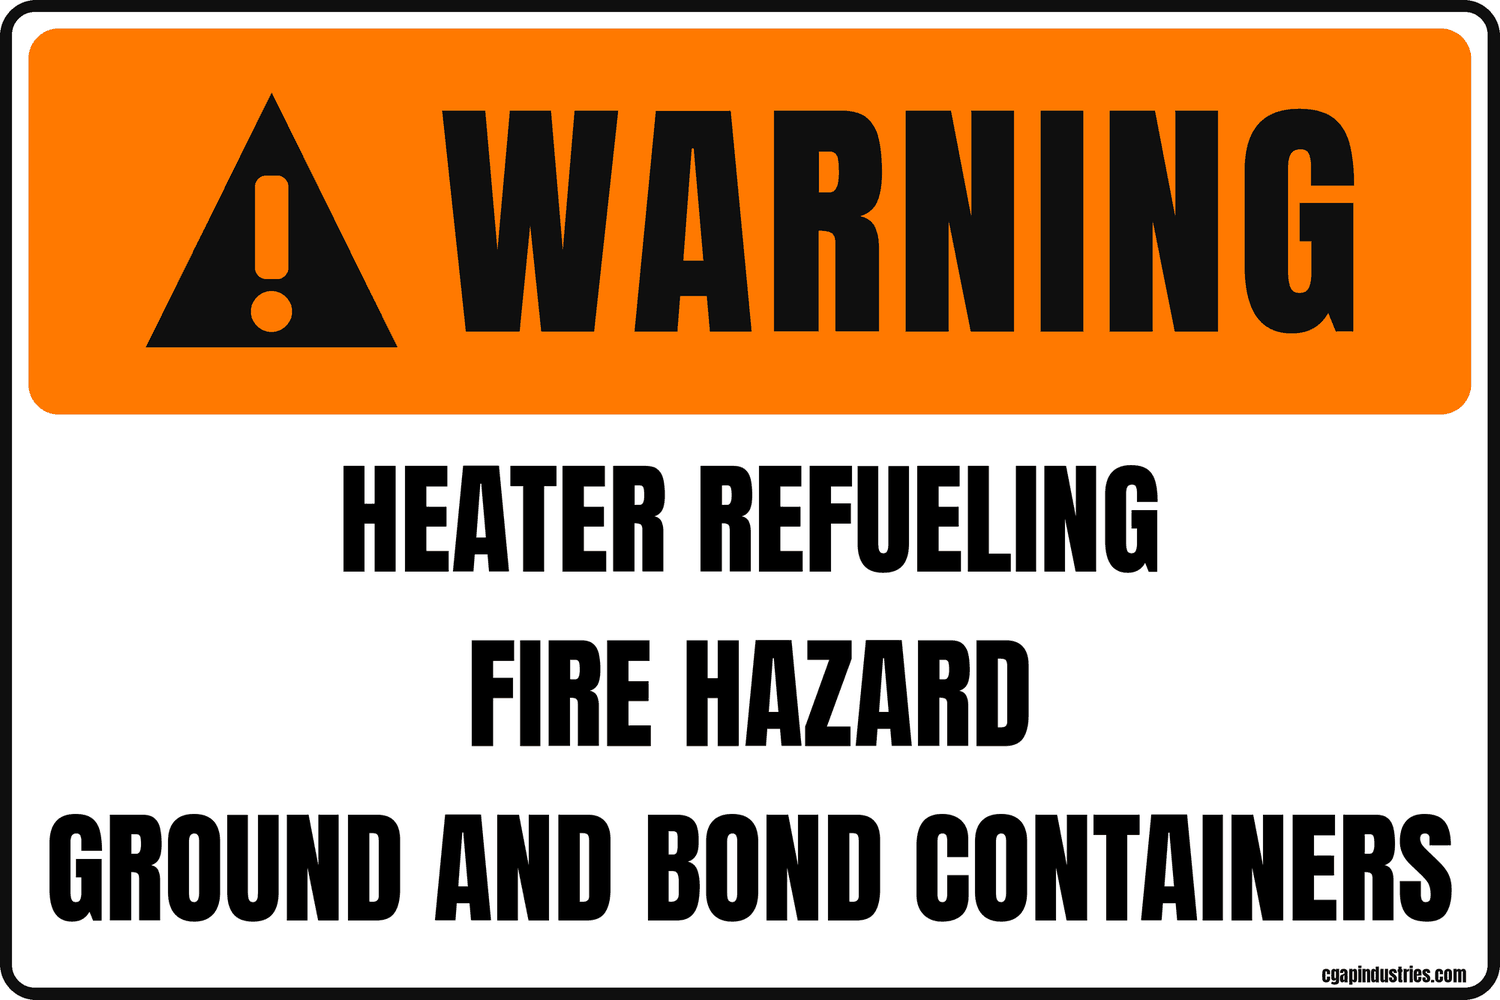 WARNING
HEATER REFUELING
FIRE HAZARD
GROUND AND BOND CONTAINERS
cgapindustries.com